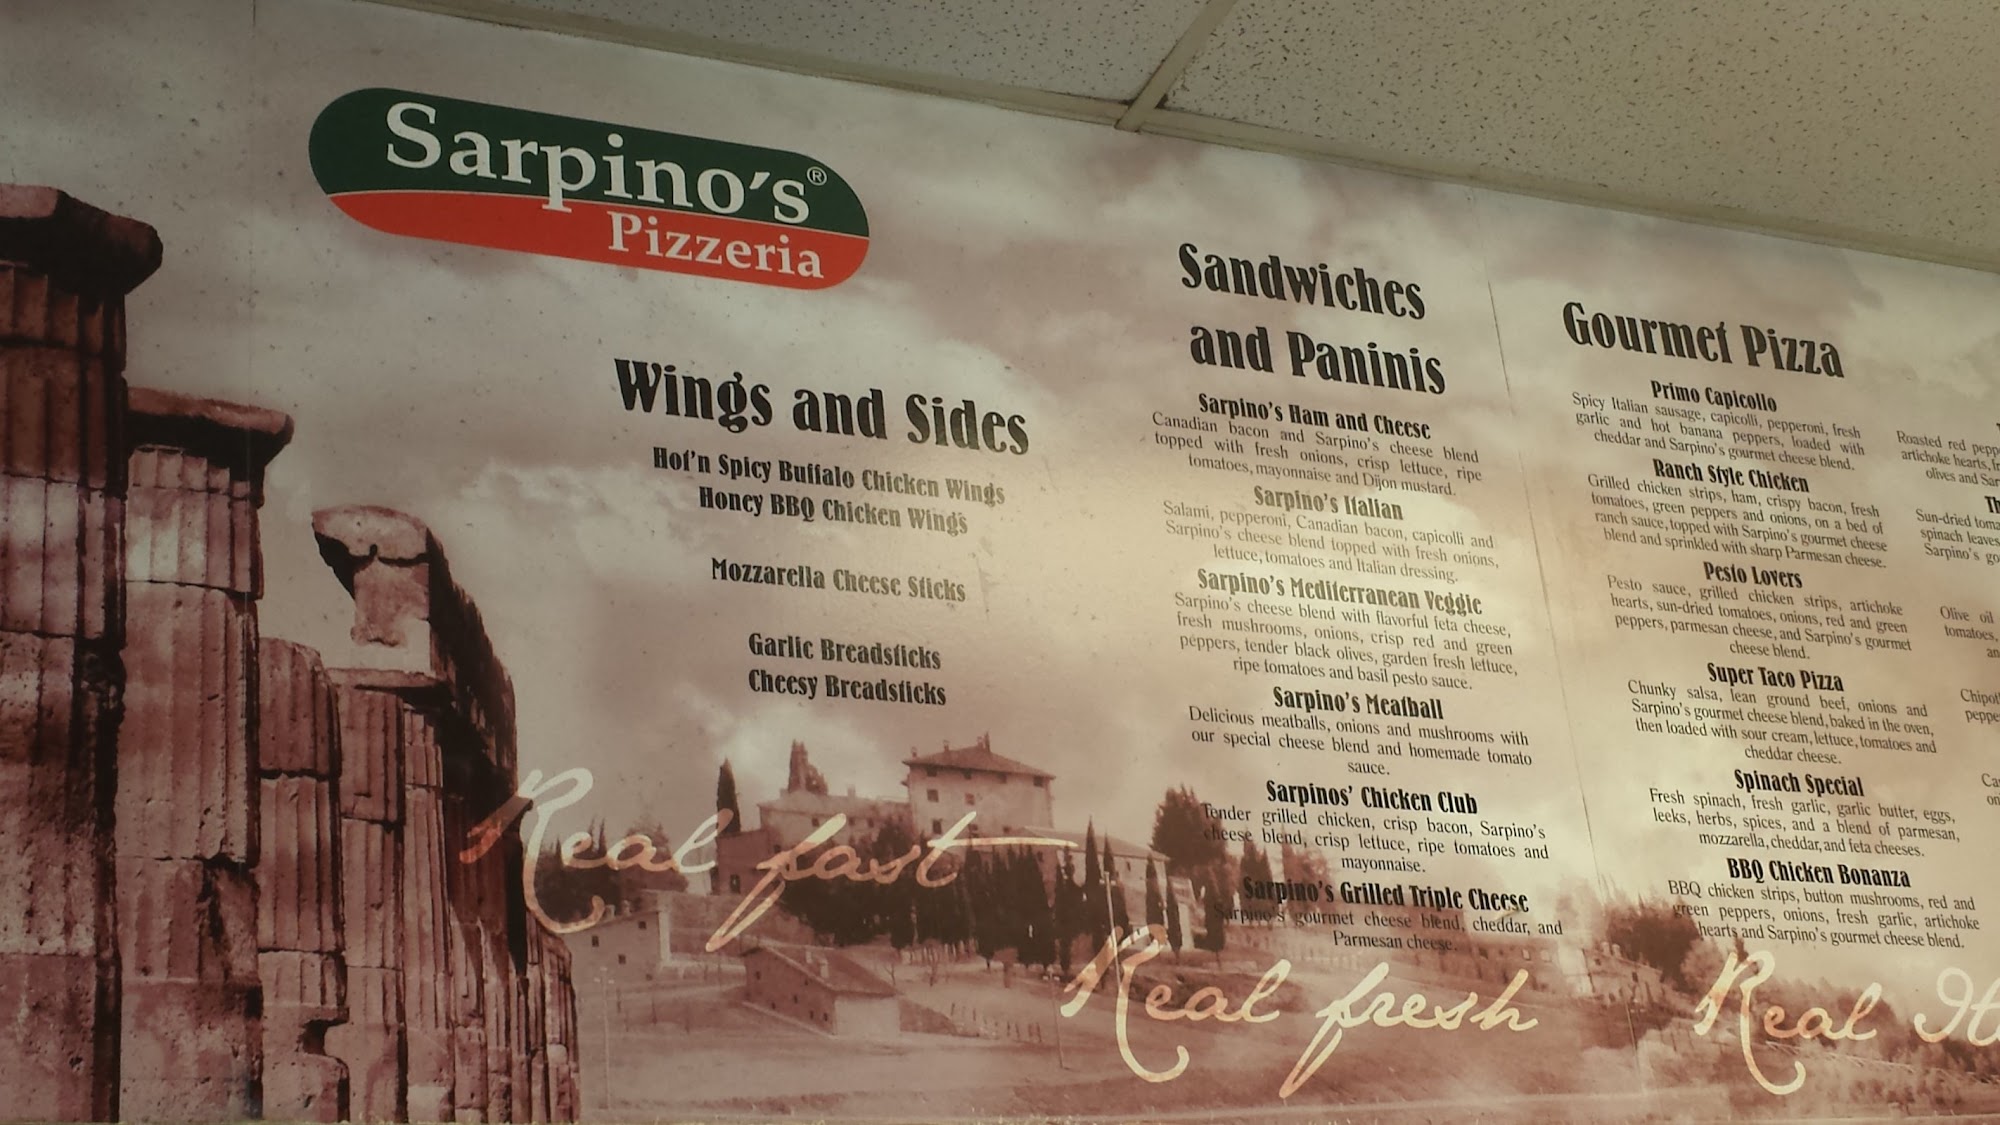 Sarpino's®
Pizzeria
Wings and Sides
Hot'n Spicy Buffalo Chicken Wings
Honey BBQ Chicken Wings
Mozzarella Cheese Sticks
Garlic Breadsticks
Cheesy Breadsticks
Sandwiches
and Paninis
Sarpino's Ham and Cheese
Canadian bacon and Sarpino's cheese blend
topped with fresh onions, crisp lettuce, ripe
tomatoes, mayonnaise and Dijon mustard.
Sarpino's Italian
Salami, pepperoni, Canadian bacon, capicolli and
Sarpino's cheese blend topped with fresh onions,
lettuce, tomatoes and Italian dressing.
Sarpino's Mediterranean Veggie
Sarpino's cheese blend with flavorful feta cheese,
fresh mushrooms, onions, crisp red and green
peppers, tender black olives, garden fresh lettuce,
ripe tomatoes and basil pesto sauce.
Sarpino's Meatball
Delicious meatballs, onions and mushrooms with
our special cheese blend and homemade tomato
sauce.
Sarpinos' Chicken Club
Tender grilled chicken, crisp bacon, Sarpino's
cheese blend, crisp lettuce, ripe tomatoes and
mayonnaise.
Sarpino's Grilled Triple Cheese
Sarpino's gourmet cheese blend, cheddar, and
Parmesan cheese.
Gourmet Pizza
Primo Capicollo
Spicy Italian sausage, capicolli, pepperoni, fresh
garlic and hot banana peppers, loaded with
cheddar and Sarpino's gourmet cheese blend.
Ranch Style Chicken
Grilled chicken strips, ham, crispy bacon, fresh
tomatoes, green peppers and onions, on a bed of
ranch sauce, topped with Sarpino's gourmet cheese
blend and sprinkled with sharp Parmesan cheese.
Pesto Lovers
Pesto sauce, grilled chicken strips, artichoke
hearts, sun-dried tomatoes, onions, red and green
peppers, parmesan cheese, and Sarpino's gourmet
cheese blend.
Super Taco Pizza
Chunky salsa, lean ground beef, onions and
Sarpino's gourmet cheese blend, baked in the oven,
then loaded with sour cream, lettuce, tomatoes and
cheddar cheese.
Spinach Special
Fresh spinach, fresh garlic, garlic butter, eggs,
leeks, herbs, spices, and a blend of parmesan,
mozzarella, cheddar, and feta cheeses.
BBQ Chicken Bonanza
BBQ chicken strips, button mushrooms, red and
green peppers, onions, fresh garlic, artichoke
hearts and Sarpino's gourmet cheese blend.
Roasted red pepp
artichoke hearts, fr
olives and Sar
Th
Sun-dried toma
spinach leaves
Sarpino's go
Olive oil
tomatoes,
an
Chipotl
peppe
Ca
on
Real fast
Real fresh
Real It